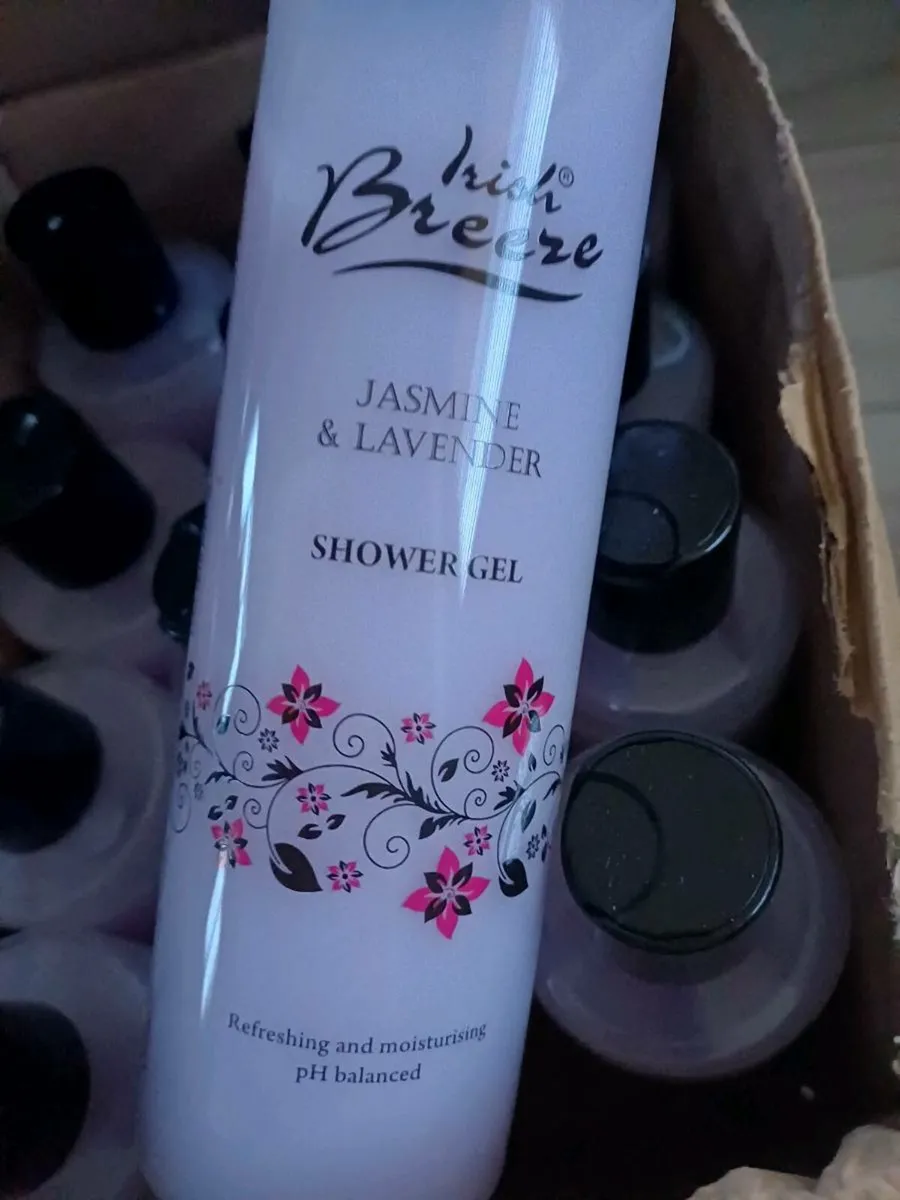 Irish®
Breeze
JASMINE
& LAVENDER
SHOWER GEL
Refreshing and moisturising
pH balanced